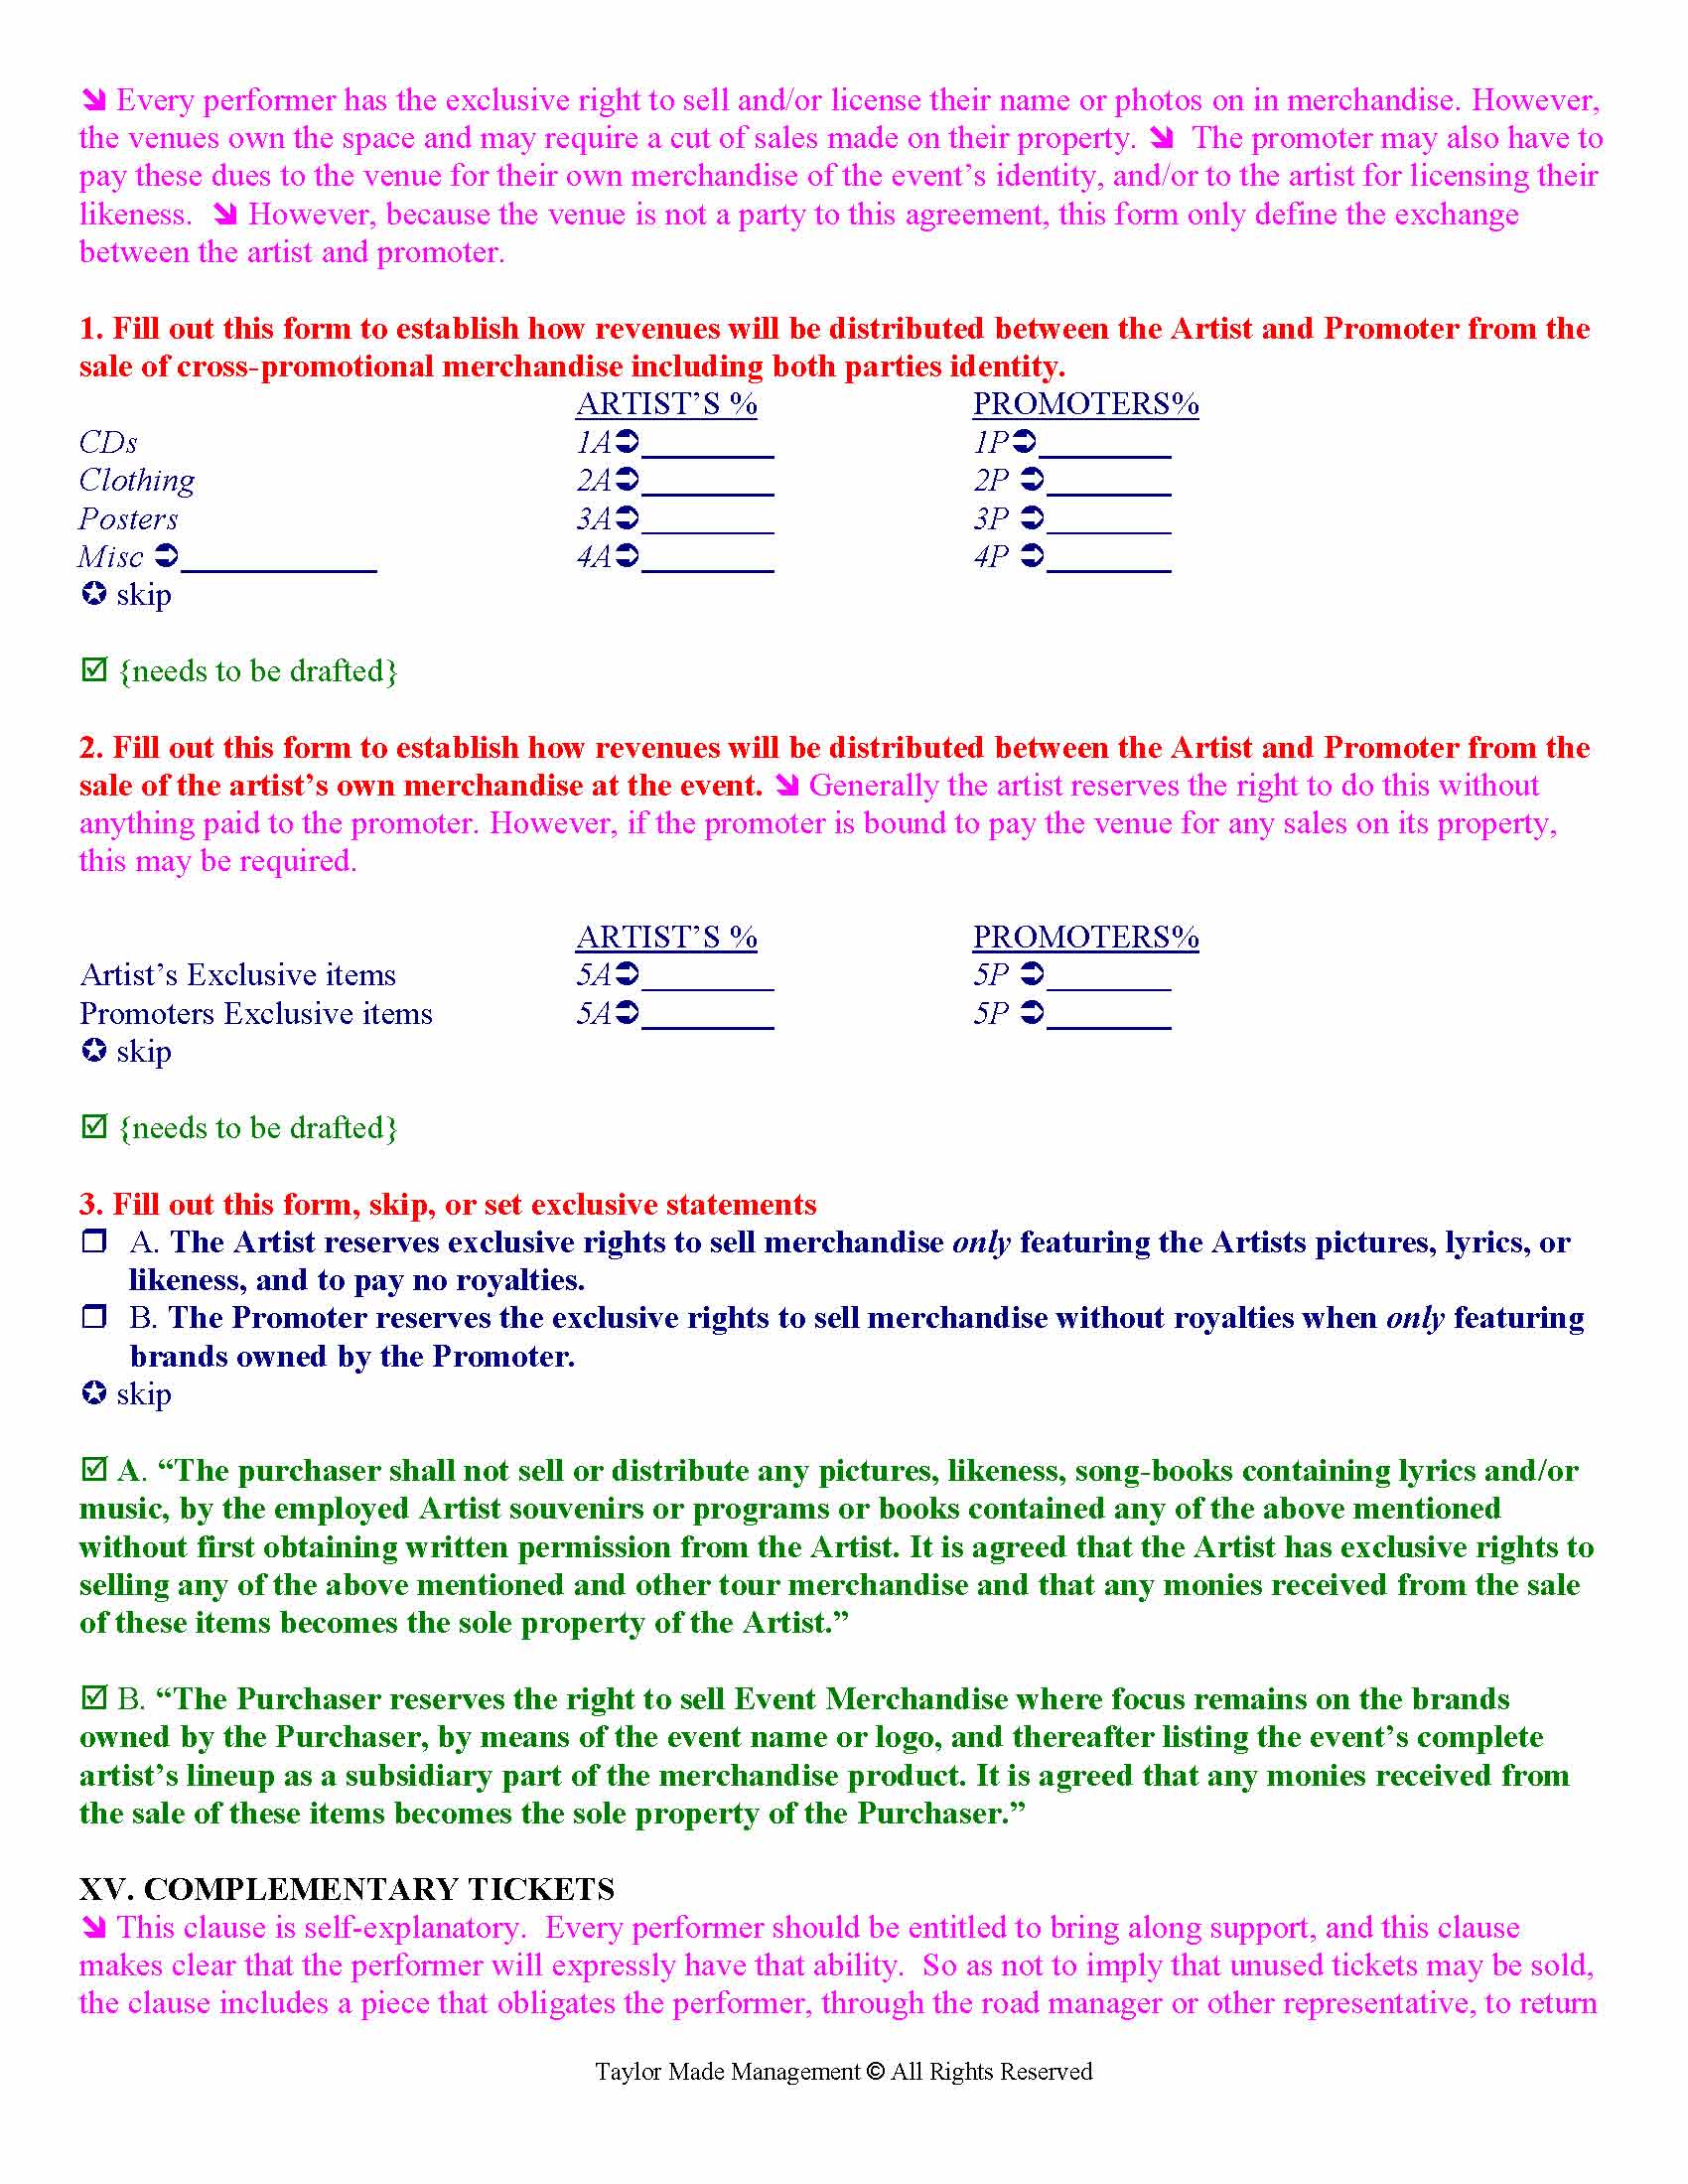 Every performer has the exclusive right to sell and/or license their name or photos on in merchandise. However,
the venues own the space and may require a cut of sales made on their property. The promoter may also have to
pay these dues to the venue for their own merchandise of the event’s identity, and/or to the artist for licensing their
likeness. However, because the venue is not a party to this agreement, this form only define the exchange
between the artist and promoter.
1. Fill out this form to establish how revenues will be distributed between the Artist and Promoter from the
sale of cross-promotional merchandise including both parties identity.
ARTIST’S % PROMOTERS%
CDs 1A➲________ 1P➲________
Clothing 2A➲________ 2P ➲________
Posters 3A➲________ 3P ➲________
Misc ➲____________ 4A➲________ 4P ➲________
✪ skip
☑ {needs to be drafted}
2. Fill out this form to establish how revenues will be distributed between the Artist and Promoter from the
sale of the artist’s own merchandise at the event. Generally the artist reserves the right to do this without
anything paid to the promoter. However, if the promoter is bound to pay the venue for any sales on its property,
this may be required.
ARTIST’S % PROMOTERS%
Artist’s Exclusive items 5A➲________ 5P ➲________
Promoters Exclusive items 5A➲________ 5P ➲________
✪ skip
☑ {needs to be drafted}
3. Fill out this form, skip, or set exclusive statements
❒ A. The Artist reserves exclusive rights to sell merchandise only featuring the Artists pictures, lyrics, or
likeness, and to pay no royalties.
❒ B. The Promoter reserves the exclusive rights to sell merchandise without royalties when only featuring
brands owned by the Promoter.
✪ skip
☑ A. “The purchaser shall not sell or distribute any pictures, likeness, song-books containing lyrics and/or
music, by the employed Artist souvenirs or programs or books contained any of the above mentioned
without first obtaining written permission from the Artist. It is agreed that the Artist has exclusive rights to
selling any of the above mentioned and other tour merchandise and that any monies received from the sale
of these items becomes the sole property of the Artist.”
☑ B. “The Purchaser reserves the right to sell Event Merchandise where focus remains on the brands
owned by the Purchaser, by means of the event name or logo, and thereafter listing the event’s complete
artist’s lineup as a subsidiary part of the merchandise product. It is agreed that any monies received from
the sale of these items becomes the sole property of the Purchaser.”
XV. COMPLEMENTARY TICKETS
This clause is self-explanatory. Every performer should be entitled to bring along support, and this clause
makes clear that the performer will expressly have that ability. So as not to imply that unused tickets may be sold,
the clause includes a piece that obligates the performer, through the road manager or other representative, to return
Taylor Made Management © All Rights Reserved